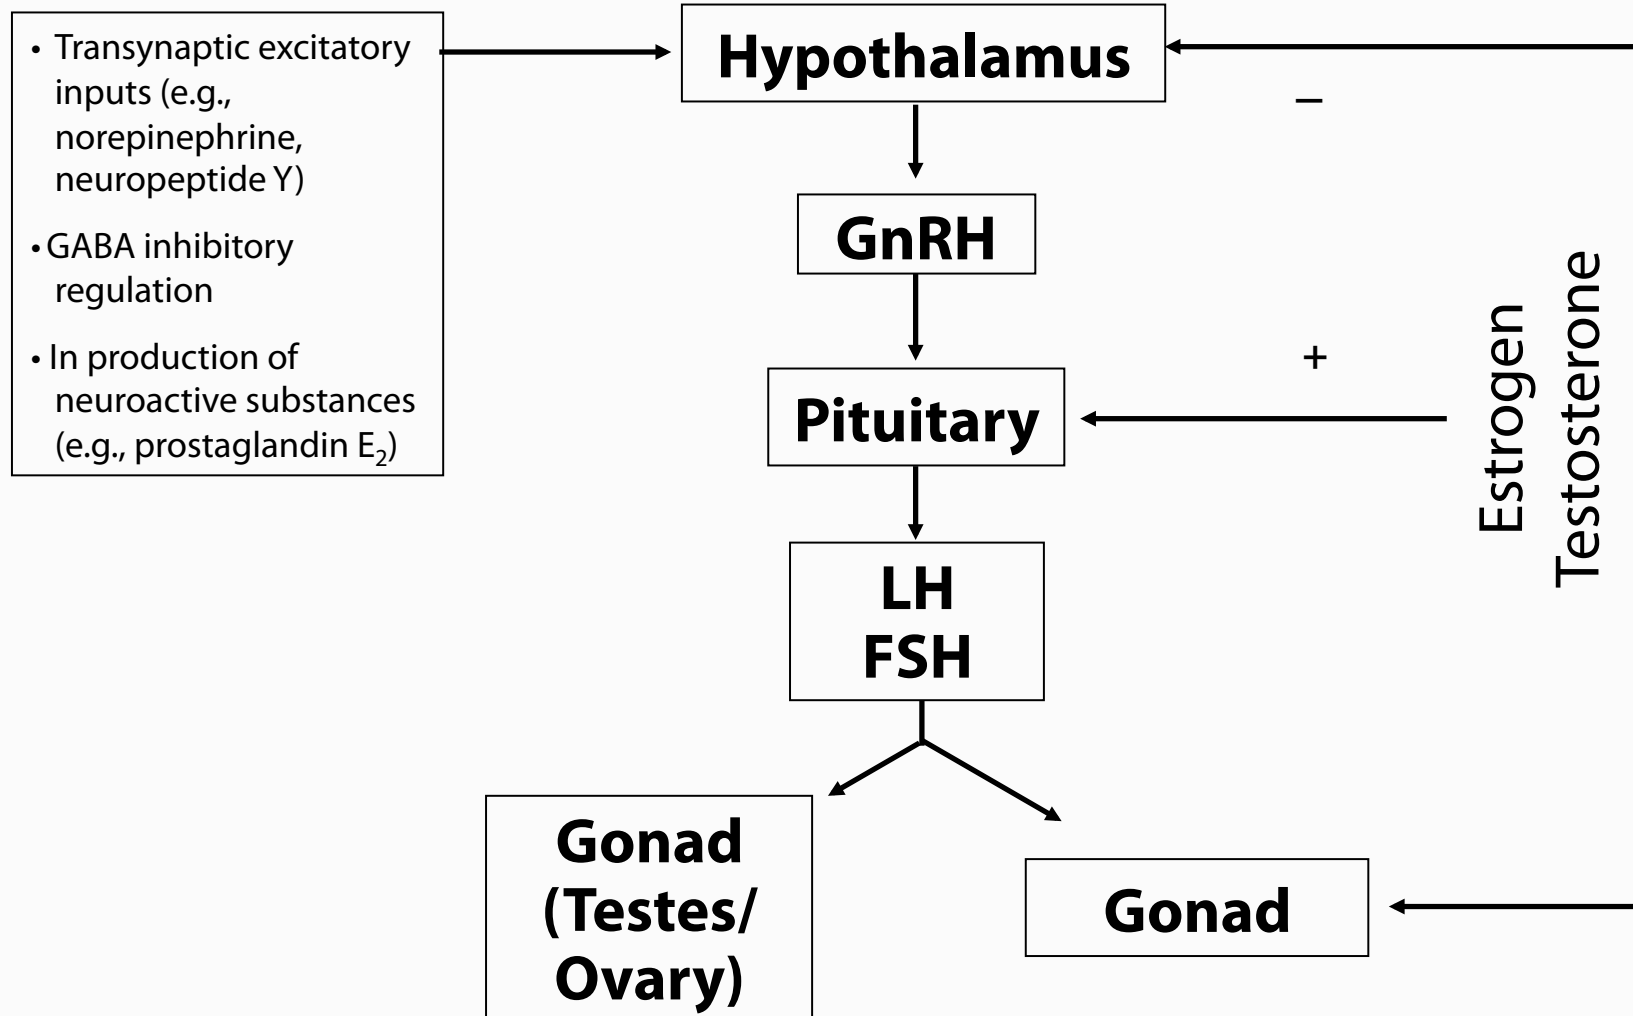 • Transynaptic excitatory
inputs (e.g.,
norepinephrine,
neuropeptide Y)
• GABA inhibitory
regulation
• In production of
neuroactive substances
(e.g., prostaglandin E₂)
Hypothalamus
–
GnRH
+
Pituitary
Estrogen
Testosterone
LH
FSH
Gonad
(Testes/
Ovary)
Gonad